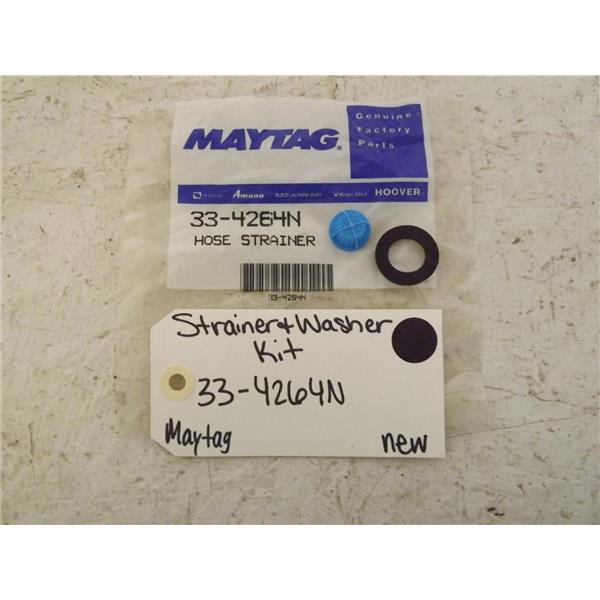 MAYTAG.
Genuine
Factory
Parts
Amana JENN-AIR Magic Chef HOOVER
33-4264N
HOSE STRAINER
33-4264N
Strainer & Washer
Kit
33-4264N
Maytag new